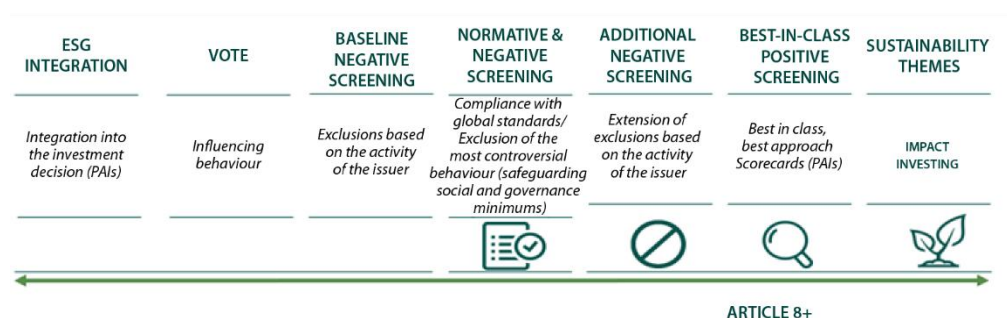 ESG
INTEGRATION
VOTE
BASELINE
NEGATIVE
SCREENING
NORMATIVE &
NEGATIVE
SCREENING
ADDITIONAL
NEGATIVE
SCREENING
BEST-IN-CLASS
POSITIVE
SCREENING
SUSTAINABILITY
THEMES
Integration into
the investment
decision (PAIs)
Influencing
behaviour
Exclusions based
on the activity
of the issuer
Compliance with
global standards/
Exclusion of the
most controversial
behaviour (safeguarding
social and governance
minimums)
Extension of
exclusions based
on the activity
of the issuer
Best in class,
best approach
Scorecards (PAIs)
IMPACT
INVESTING
ARTICLE 8+